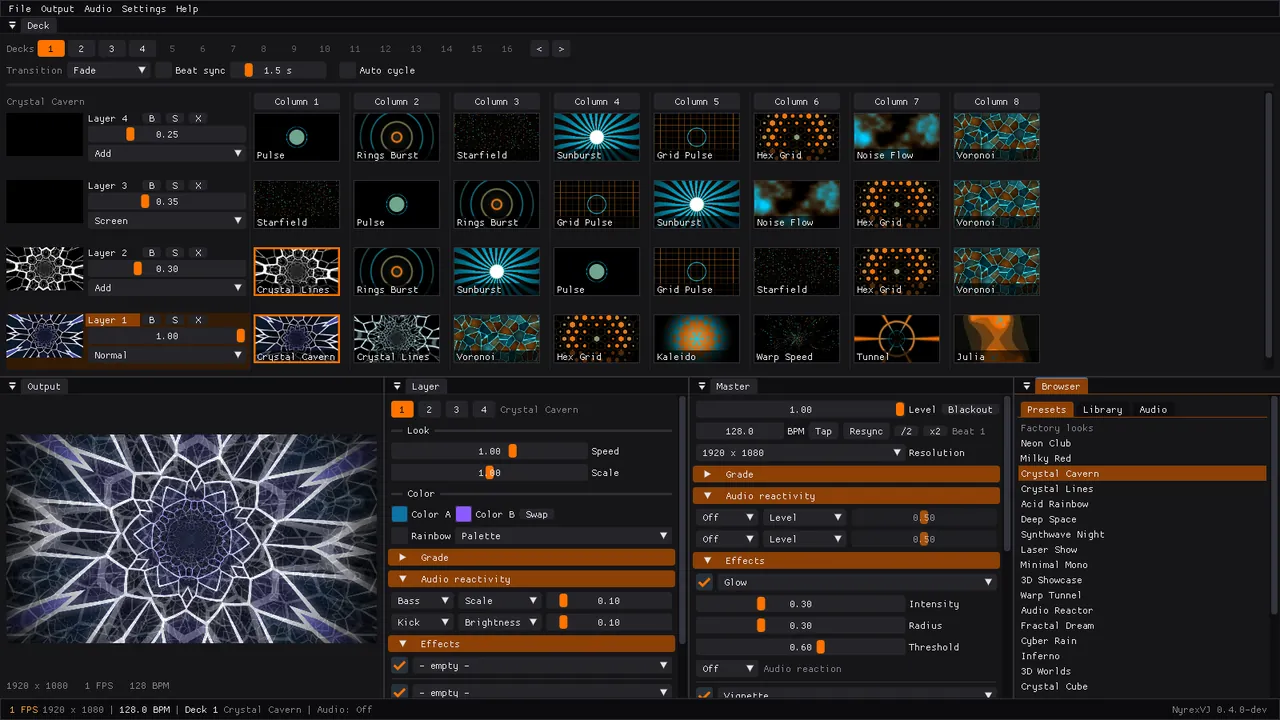 File Output Audio Settings Help
Deck
Decks 1 2 3 4 5 6 7 8 9 10 11 12 13 14 15 16 < >
Transition Fade Beat sync 1.5 s Auto cycle
Crystal Cavern Column 1 Column 2 Column 3 Column 4 Column 5 Column 6 Column 7 Column 8
Layer 4 B S X
0.25
Add
Pulse Rings Burst Starfield Sunburst Grid Pulse Hex Grid Noise Flow Voronoi
Layer 3 B S X
0.35
Screen
Starfield Pulse Rings Burst Grid Pulse Sunburst Noise Flow Hex Grid Voronoi
Layer 2 B S X
0.30
Add
Crystal Lines Rings Burst Sunburst Pulse Grid Pulse Starfield Hex Grid Voronoi
Layer 1 B S X
1.00
Normal
Crystal Cavern Crystal Lines Voronoi Hex Grid Kaleido Warp Speed Tunnel Julia
Output
1920 x 1080 1 FPS 128 BPM
Layer
1 2 3 4 Crystal Cavern
Look
1.00 Speed
1.00 Scale
Color
Color A Color B Swap
Rainbow Palette
Grade
Audio reactivity
Bass Scale 0.10
Kick Brightness 0.10
Effects
- empty -
- empty -
Master
1.00 Level Blackout
128.0 BPM Tap Resync /2 x2 Beat 1
1920 x 1080 Resolution
Grade
Audio reactivity
Off Level 0.50
Off Level 0.50
Effects
Glow
0.30 Intensity
0.30 Radius
0.60 Threshold
Off Audio reaction
Vignette
Browser
Presets Library Audio
Factory looks
Neon Club
Milky Red
Crystal Cavern
Crystal Lines
Acid Rainbow
Deep Space
Synthwave Night
Laser Show
Minimal Mono
3D Showcase
Warp Tunnel
Audio Reactor
Fractal Dream
Cyber Rain
Inferno
3D Worlds
Crystal Cube
1 FPS 1920 x 1080 | 128.0 BPM | Deck 1 Crystal Cavern | Audio: Off NyrexVJ 0.4.0-dev